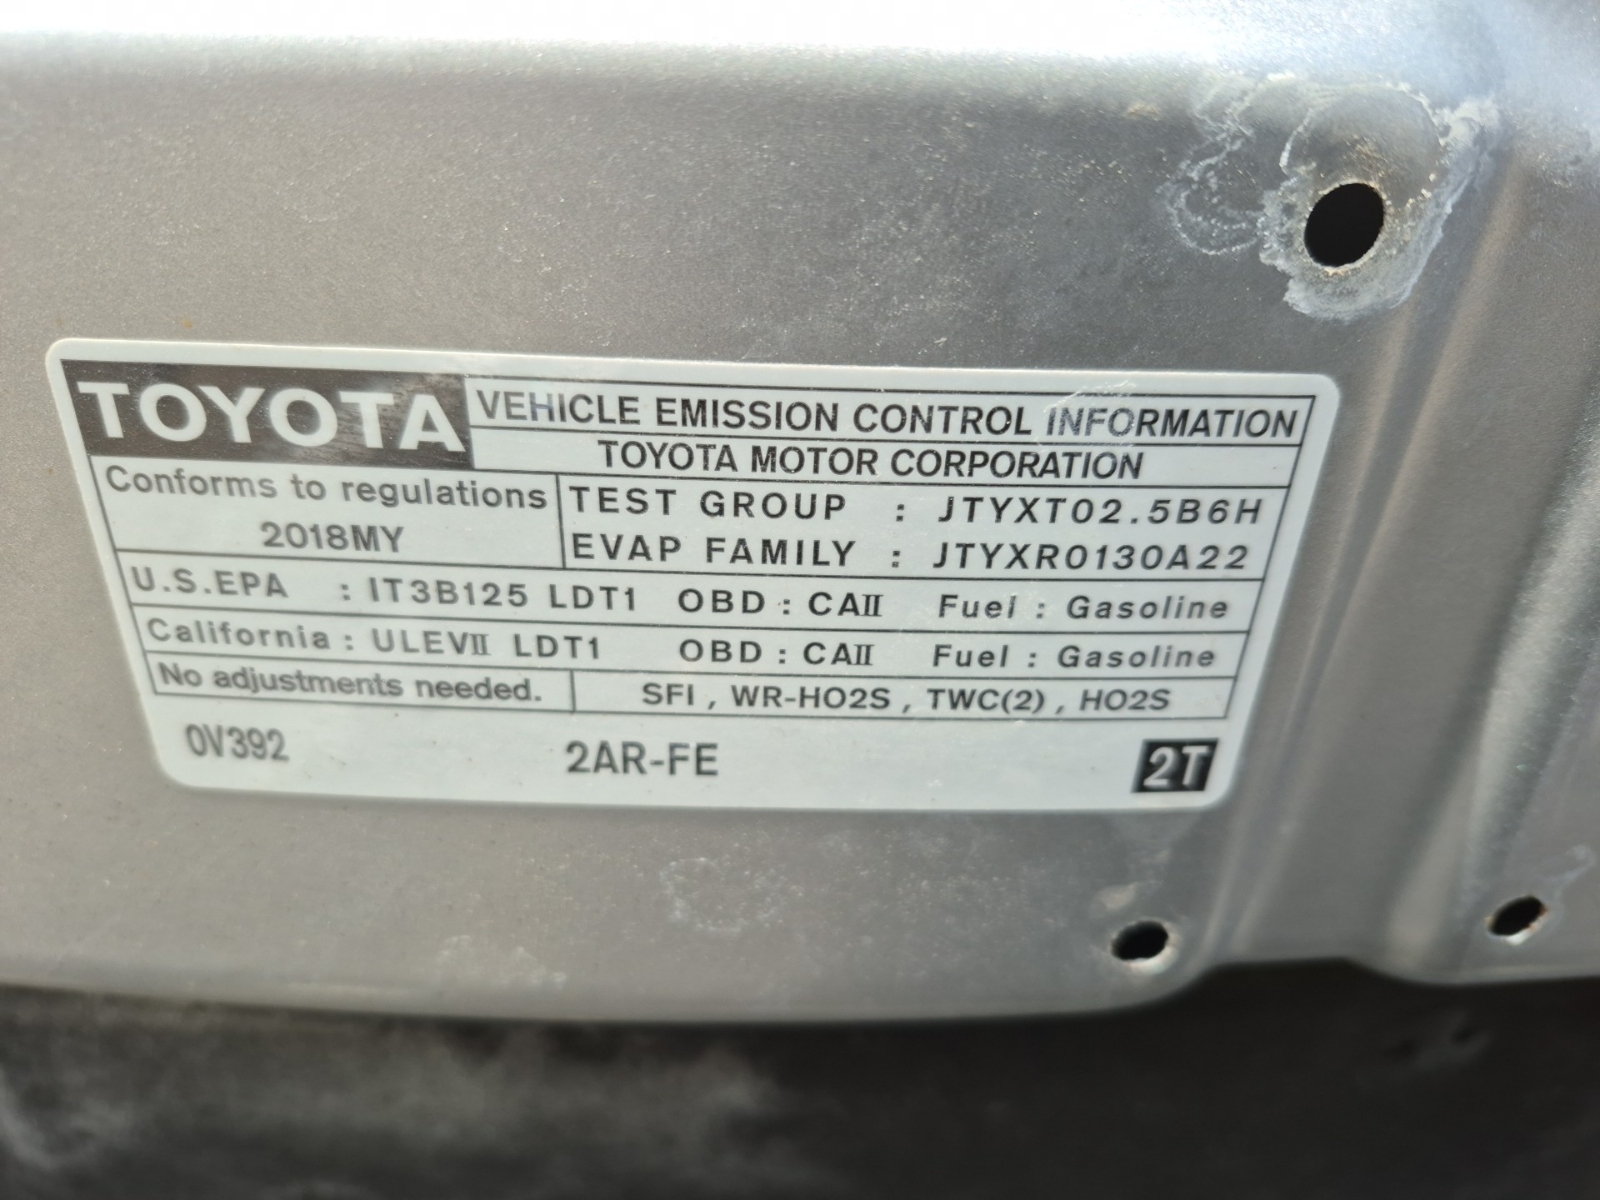 TOYOTA VEHICLE EMISSION CONTROL INFORMATION
TOYOTA MOTOR CORPORATION
Conforms to regulations
2018MY
TEST GROUP : JTYXT02.5B6H
EVAP FAMILY : JTYXR0130A22
U.S.EPA : IT3B125 LDT1 OBD : CAII Fuel : Gasoline
California : ULEVII LDT1 OBD : CAII Fuel : Gasoline
No adjustments needed. SFI , WR-HO2S , TWC(2) , HO2S
0V392 2AR-FE 2T